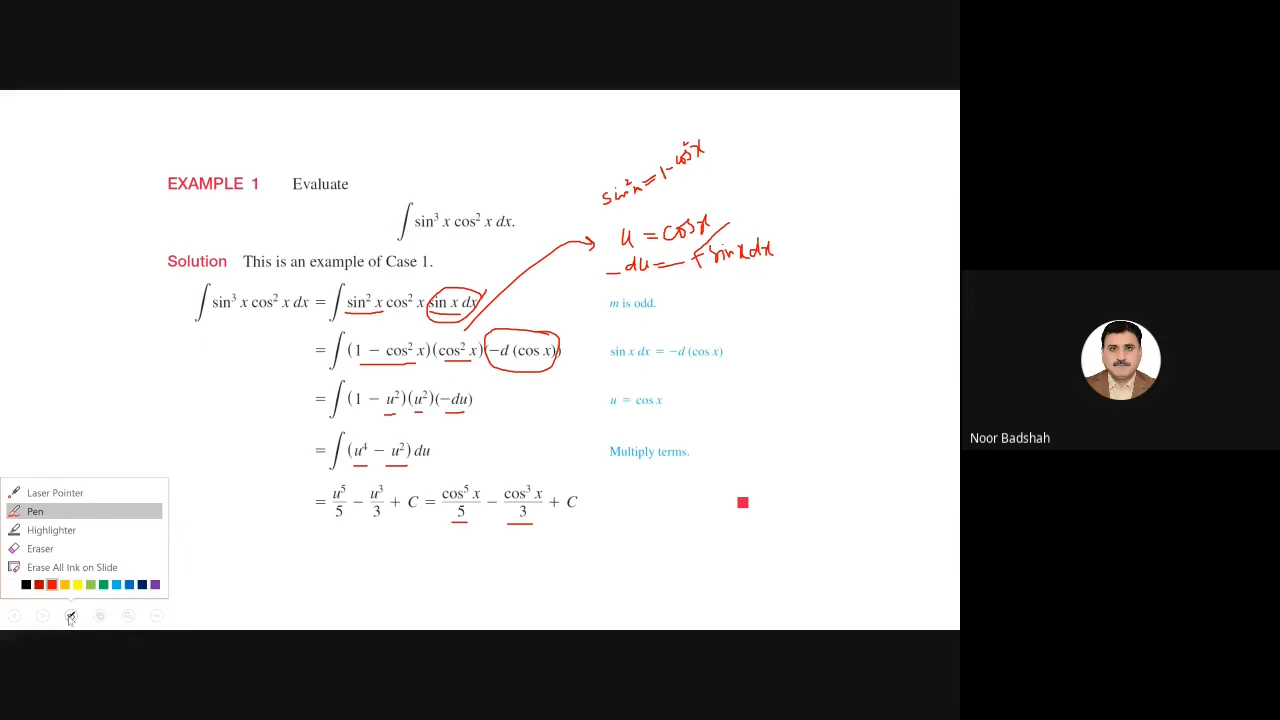 sin²x = 1 - cos²x
EXAMPLE 1 Evaluate
∫ sin³ x cos² x dx.
u = cos x
Solution This is an example of Case 1.
- du = - + sin x dx
∫ sin³ x cos² x dx = ∫ sin² x cos² x sin x dx m is odd.
= ∫ (1 − cos² x)(cos² x)(−d (cos x)) sin x dx = −d (cos x)
= ∫ (1 − u²)(u²)(−du) u = cos x
= ∫ (u⁴ − u²) du Multiply terms.
= u⁵/5 − u³/3 + C = cos⁵ x/5 − cos³ x/3 + C
Noor Badshah
Laser Pointer
Pen
Highlighter
Eraser
Erase All Ink on Slide